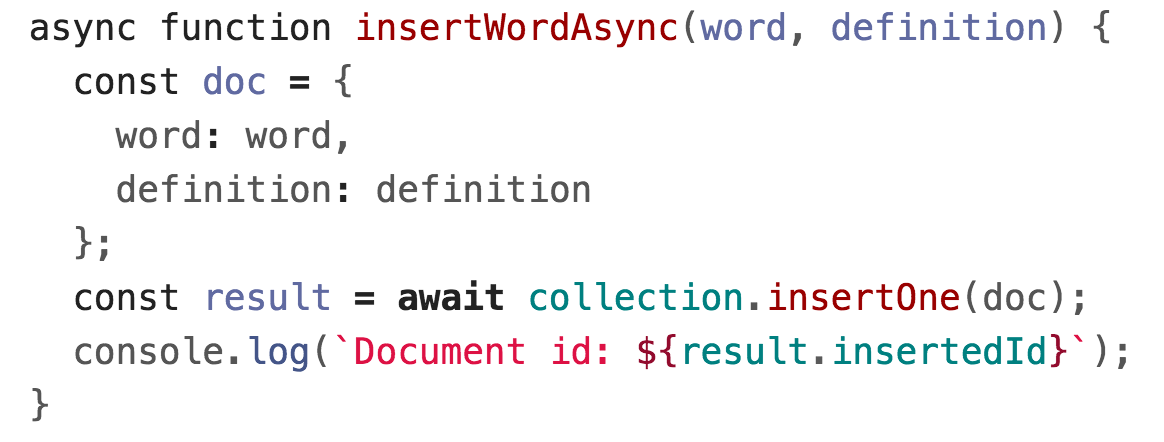 async function insertWordAsync(word, definition) {
  const doc = {
    word: word,
    definition: definition
  };
  const result = await collection.insertOne(doc);
  console.log(`Document id: ${result.insertedId}`);
}